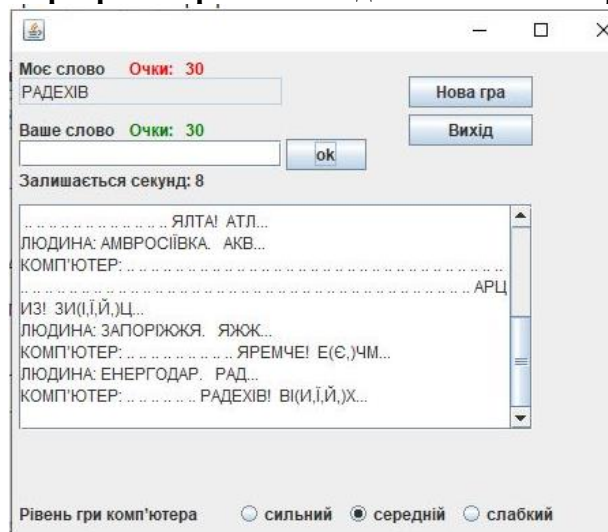 Моє слово Очки: 30
РАДЕХІВ
Нова гра
Ваше слово Очки: 30
Вихід
ok
Залишається секунд: 8
.. .. .. .. .. .. .. .. .. .. .. .. ЯЛТА! АТЛ...
ЛЮДИНА: АМВРОСІЇВКА. АКВ...
КОМП'ЮТЕР: .. .. .. .. .. .. .. .. .. .. .. .. .. .. .. .. .. .. .. .. .. .. .. .. .. .. .. .. .. .. .. ..
.. .. .. .. .. .. .. .. .. .. .. .. .. .. .. .. .. .. .. .. .. .. .. .. .. .. .. .. .. .. .. .. .. .. .. .. .. АРЦ
ИЗ! ЗИ(І,Ї,Й,)Ц...
ЛЮДИНА: ЗАПОРІЖЖЯ. ЯЖЖ...
КОМП'ЮТЕР: .. .. .. .. .. .. .. .. .. ЯРЕМЧЕ! Е(Є,)ЧМ...
ЛЮДИНА: ЕНЕРГОДАР. РАД...
КОМП'ЮТЕР: .. .. .. .. .. .. РАДЕХІВ! ВІ(И,Ї,Й,)Х...
Рівень гри комп'ютера сильний середній слабкий